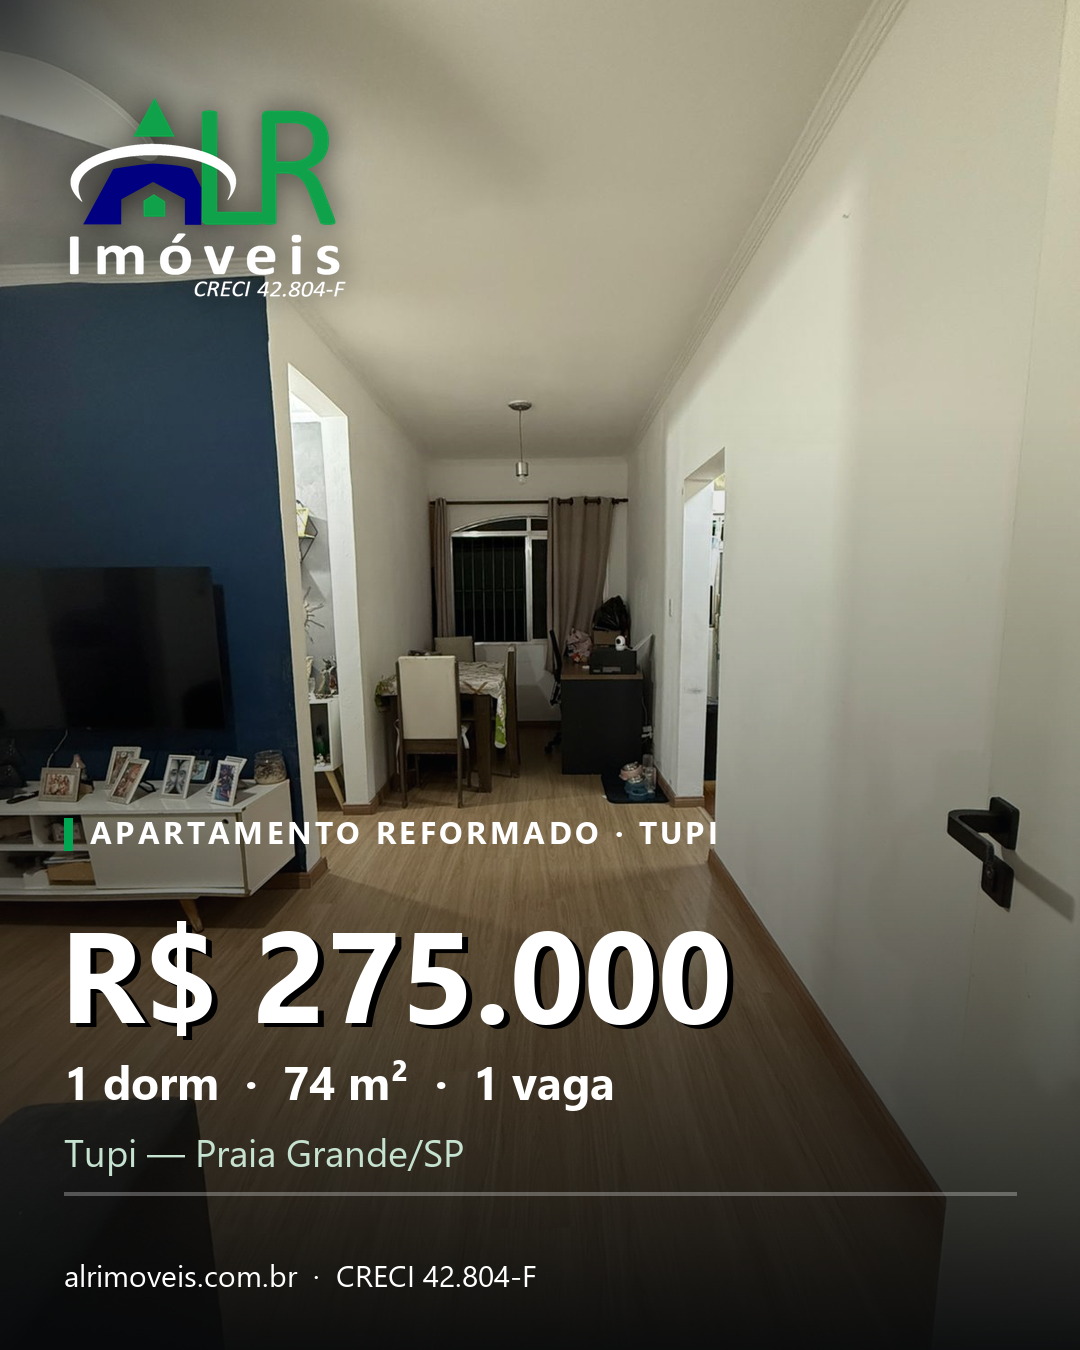 ALR
Imóveis
CRECI 42.804-F
APARTAMENTO REFORMADO · TUPI
R$ 275.000
1 dorm · 74 m² · 1 vaga
Tupi — Praia Grande/SP
alrimoveis.com.br · CRECI 42.804-F